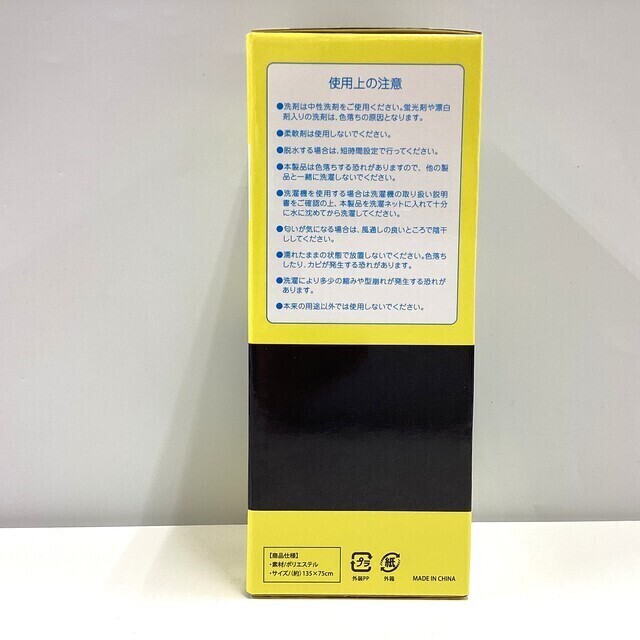 使用上の注意
●洗剤は中性洗剤をご使用ください。蛍光剤や漂白
剤入りの洗剤は、色落ちの原因となります。
●柔軟剤は使用しないでください。
●脱水する場合は、短時間設定で行ってください。
●本製品は色落ちする恐れがありますので、他の製
品と一緒に洗濯しないでください。
●洗濯機を使用する場合は洗濯機の取り扱い説明
書をご確認の上、本製品を洗濯ネットに入れて十分
に水に沈めてから洗濯してください。
●匂いが気になる場合は、風通しの良いところで陰干
ししてください。
●濡れたままの状態で放置しないでください。色落ち
したり、カビが発生する恐れがあります。
●洗濯により多少の縮みや型崩れが発生する恐れが
あります。
●本来の用途以外では使用しないでください。
【商品仕様】
・素材/ポリエステル
・サイズ/(約)135×75cm
プラ
外装PP
紙
外箱
MADE IN CHINA